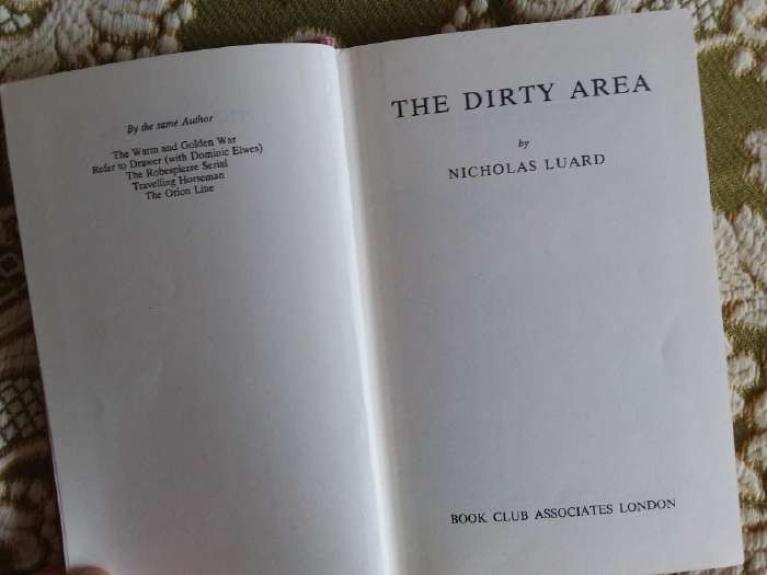 By the same Author
The Warm and Golden War
Refer to Drawer (with Dominic Elwes)
The Robespierre Serial
Travelling Horseman
The Orion Line
THE DIRTY AREA
by
NICHOLAS LUARD
BOOK CLUB ASSOCIATES LONDON